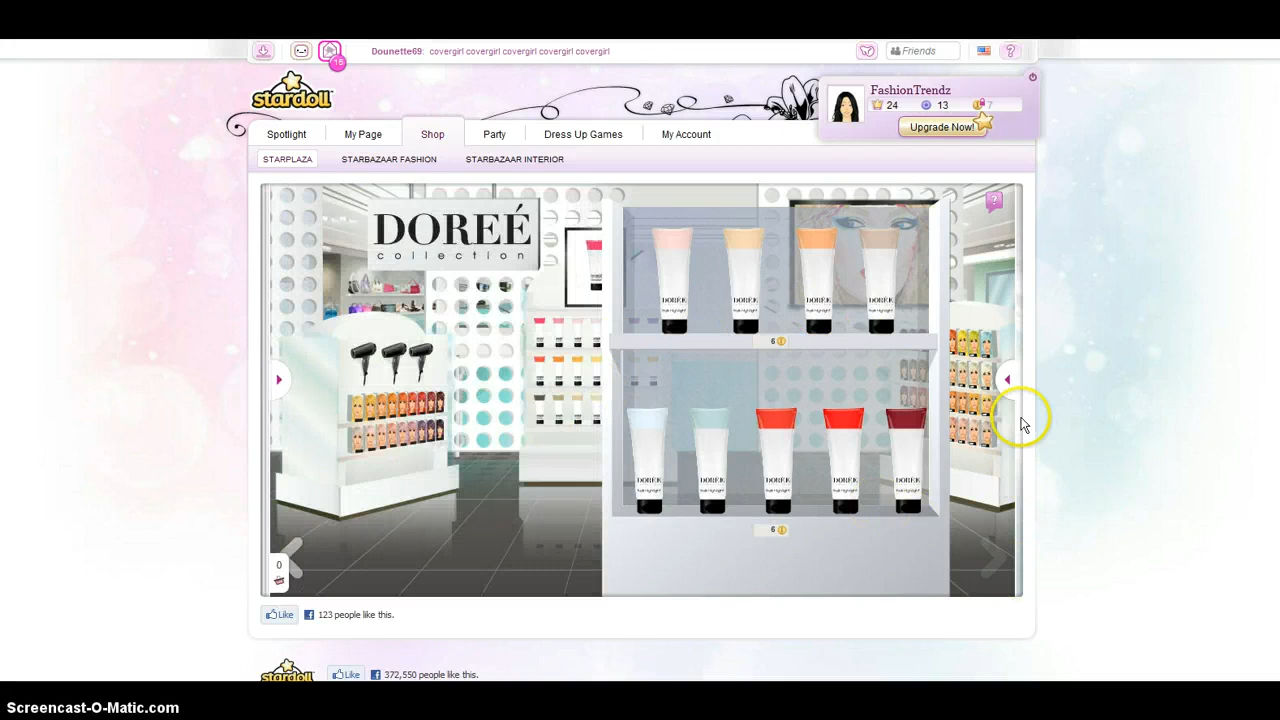 Dounette69: covergirl covergirl covergirl covergirl covergirl
15
Friends
?
stardoll
FashionTrendz
24 13 7
Upgrade Now!
Spotlight My Page Shop Party Dress Up Games My Account
STARPLAZA STARBAZAAR FASHION STARBAZAAR INTERIOR
?
DOREÉ
collection
DOREÉ DOREÉ DOREÉ DOREÉ
6
DOREÉ DOREÉ DOREÉ DOREÉ DOREÉ
6
0
Like 123 people like this.
stardoll Like 372,550 people like this.
Screencast-O-Matic.com